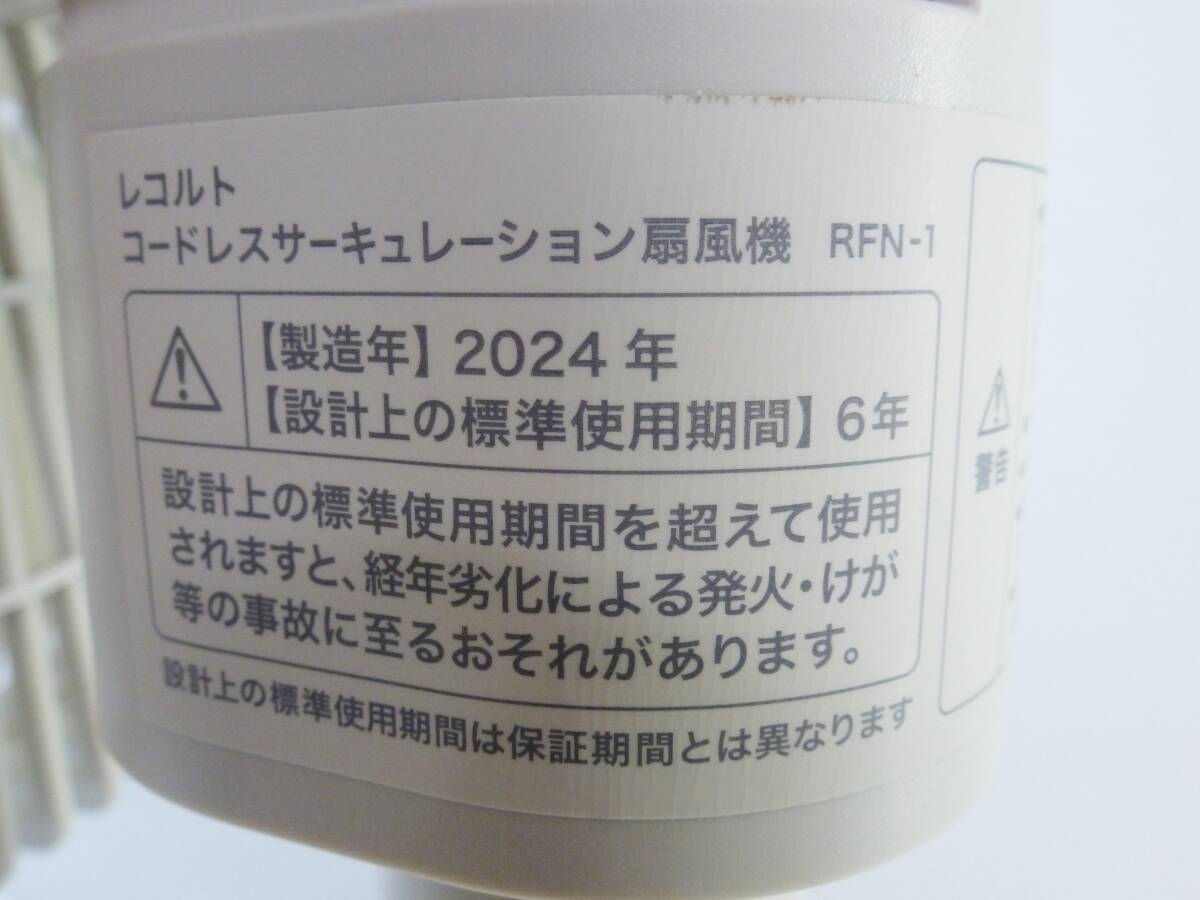 レコルト
コードレスサーキュレーション扇風機 RFN-1
【製造年】2024 年
【設計上の標準使用期間】6年
設計上の標準使用期間を超えて使用
されますと、経年劣化による発火・けが
等の事故に至るおそれがあります。
設計上の標準使用期間は保証期間とは異なります
警告